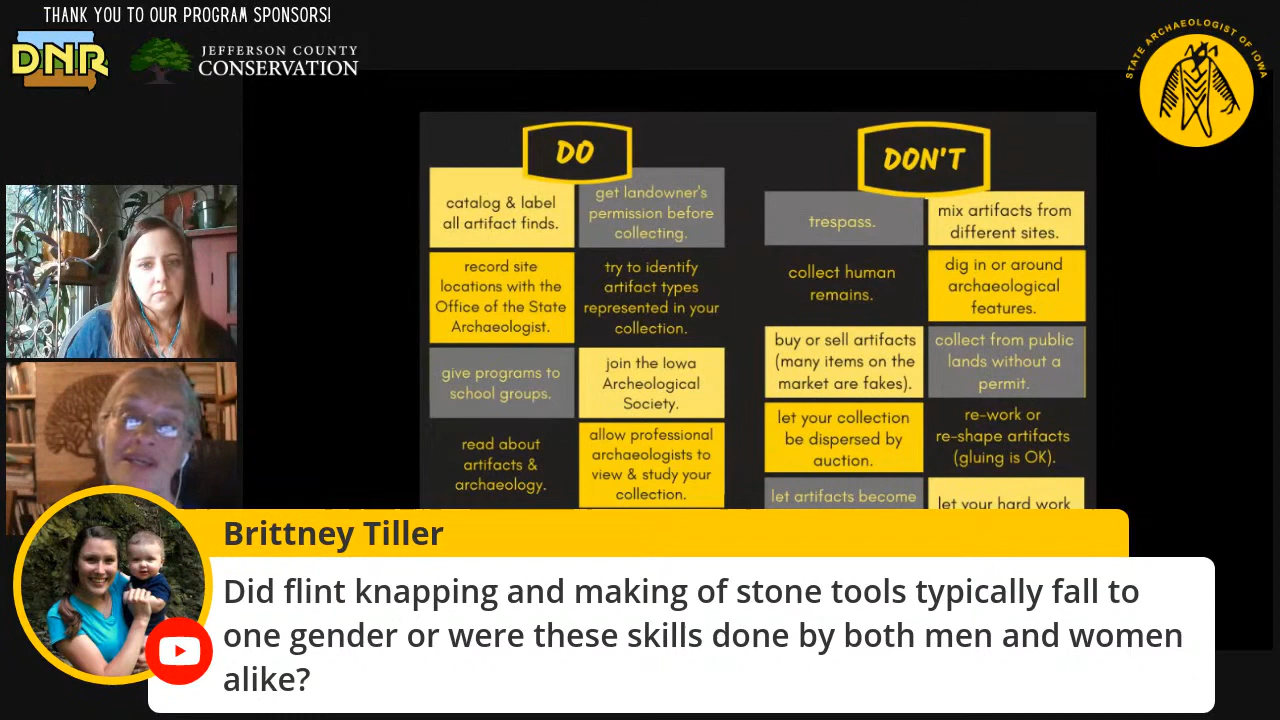 THANK YOU TO OUR PROGRAM SPONSORS!
DNR
JEFFERSON COUNTY
CONSERVATION
STATE ARCHAEOLOGIST OF IOWA
DO
catalog & label
all artifact finds.
get landowner's
permission before
collecting.
record site
locations with the
Office of the State
Archaeologist.
try to identify
artifact types
represented in your
collection.
give programs to
school groups.
join the Iowa
Archeological
Society.
read about
artifacts &
archaeology.
allow professional
archaeologists to
view & study your
collection.
DON'T
trespass.
mix artifacts from
different sites.
collect human
remains.
dig in or around
archaeological
features.
buy or sell artifacts
(many items on the
market are fakes).
collect from public
lands without a
permit.
let your collection
be dispersed by
auction.
re-work or
re-shape artifacts
(gluing is OK).
let artifacts become
let your hard work
Brittney Tiller
Did flint knapping and making of stone tools typically fall to
one gender or were these skills done by both men and women
alike?